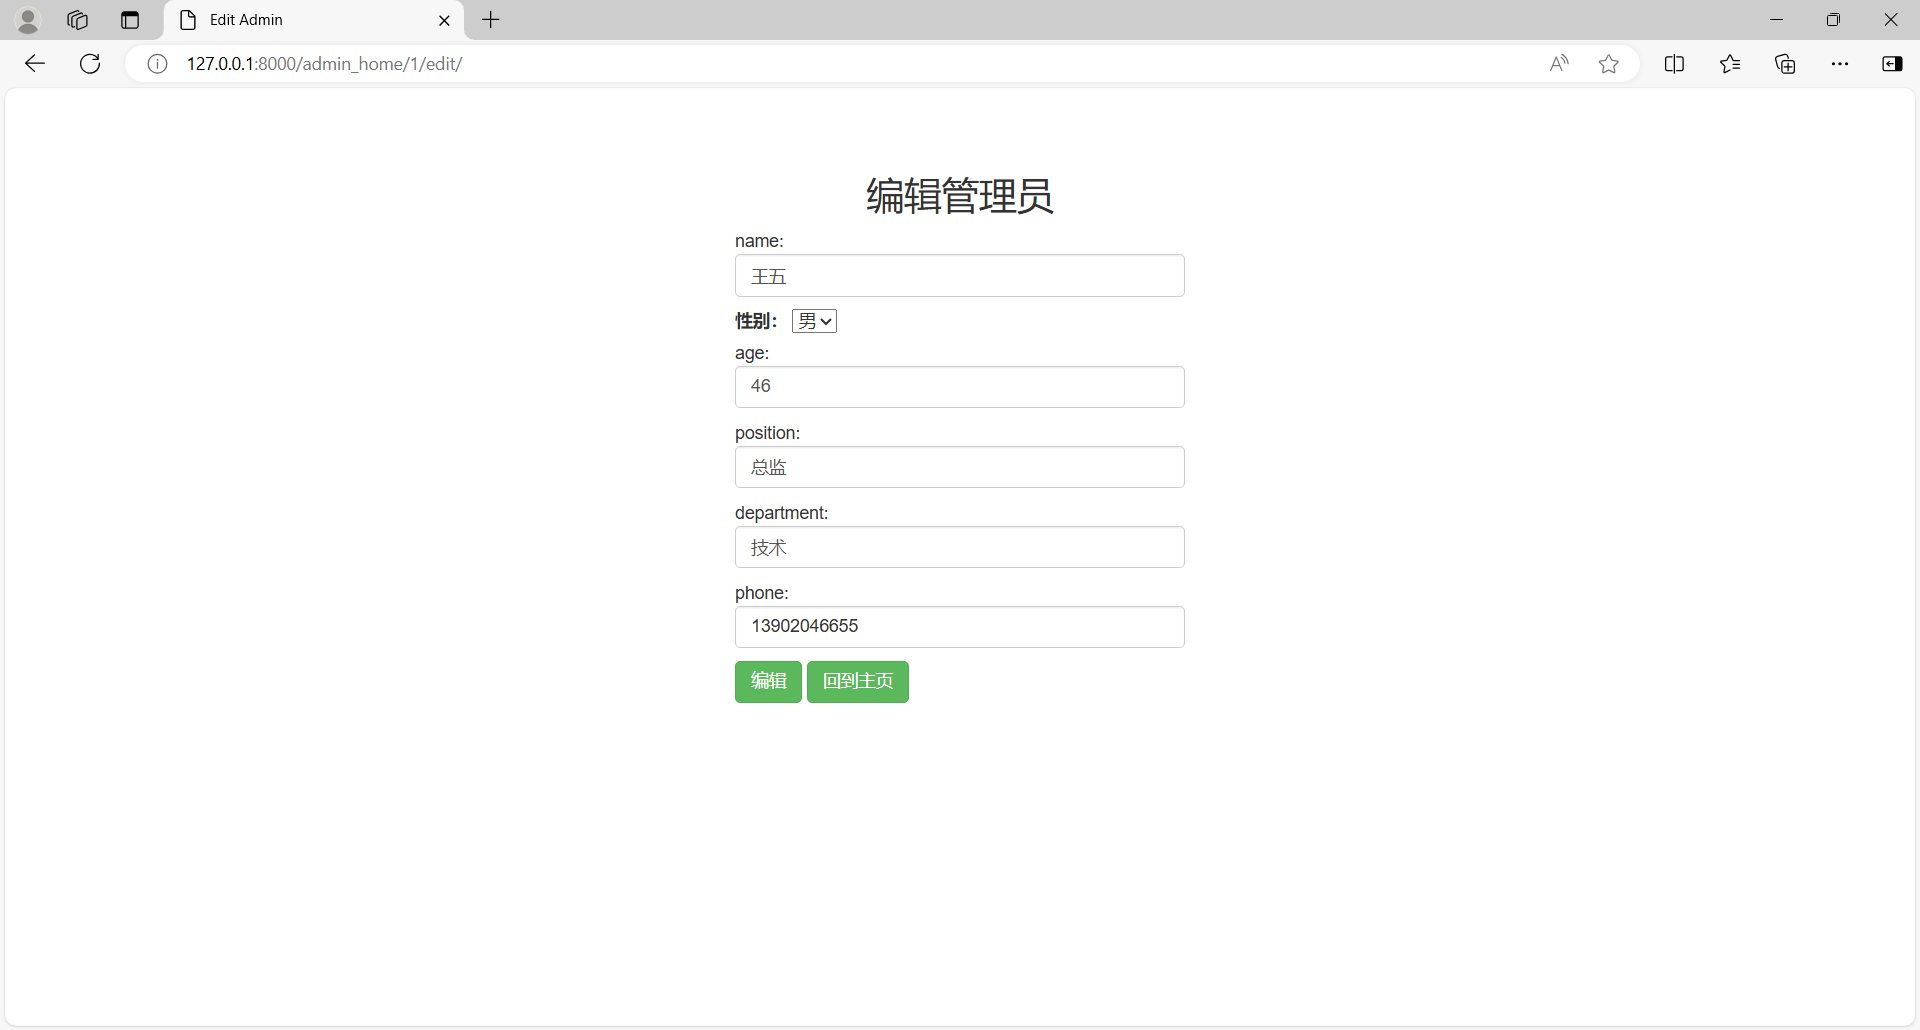 Edit Admin
127.0.0.1:8000/admin_home/1/edit/
编辑管理员
name:
王五
性别: 男
age:
46
position:
总监
department:
技术
phone:
13902046655
编辑 回到主页